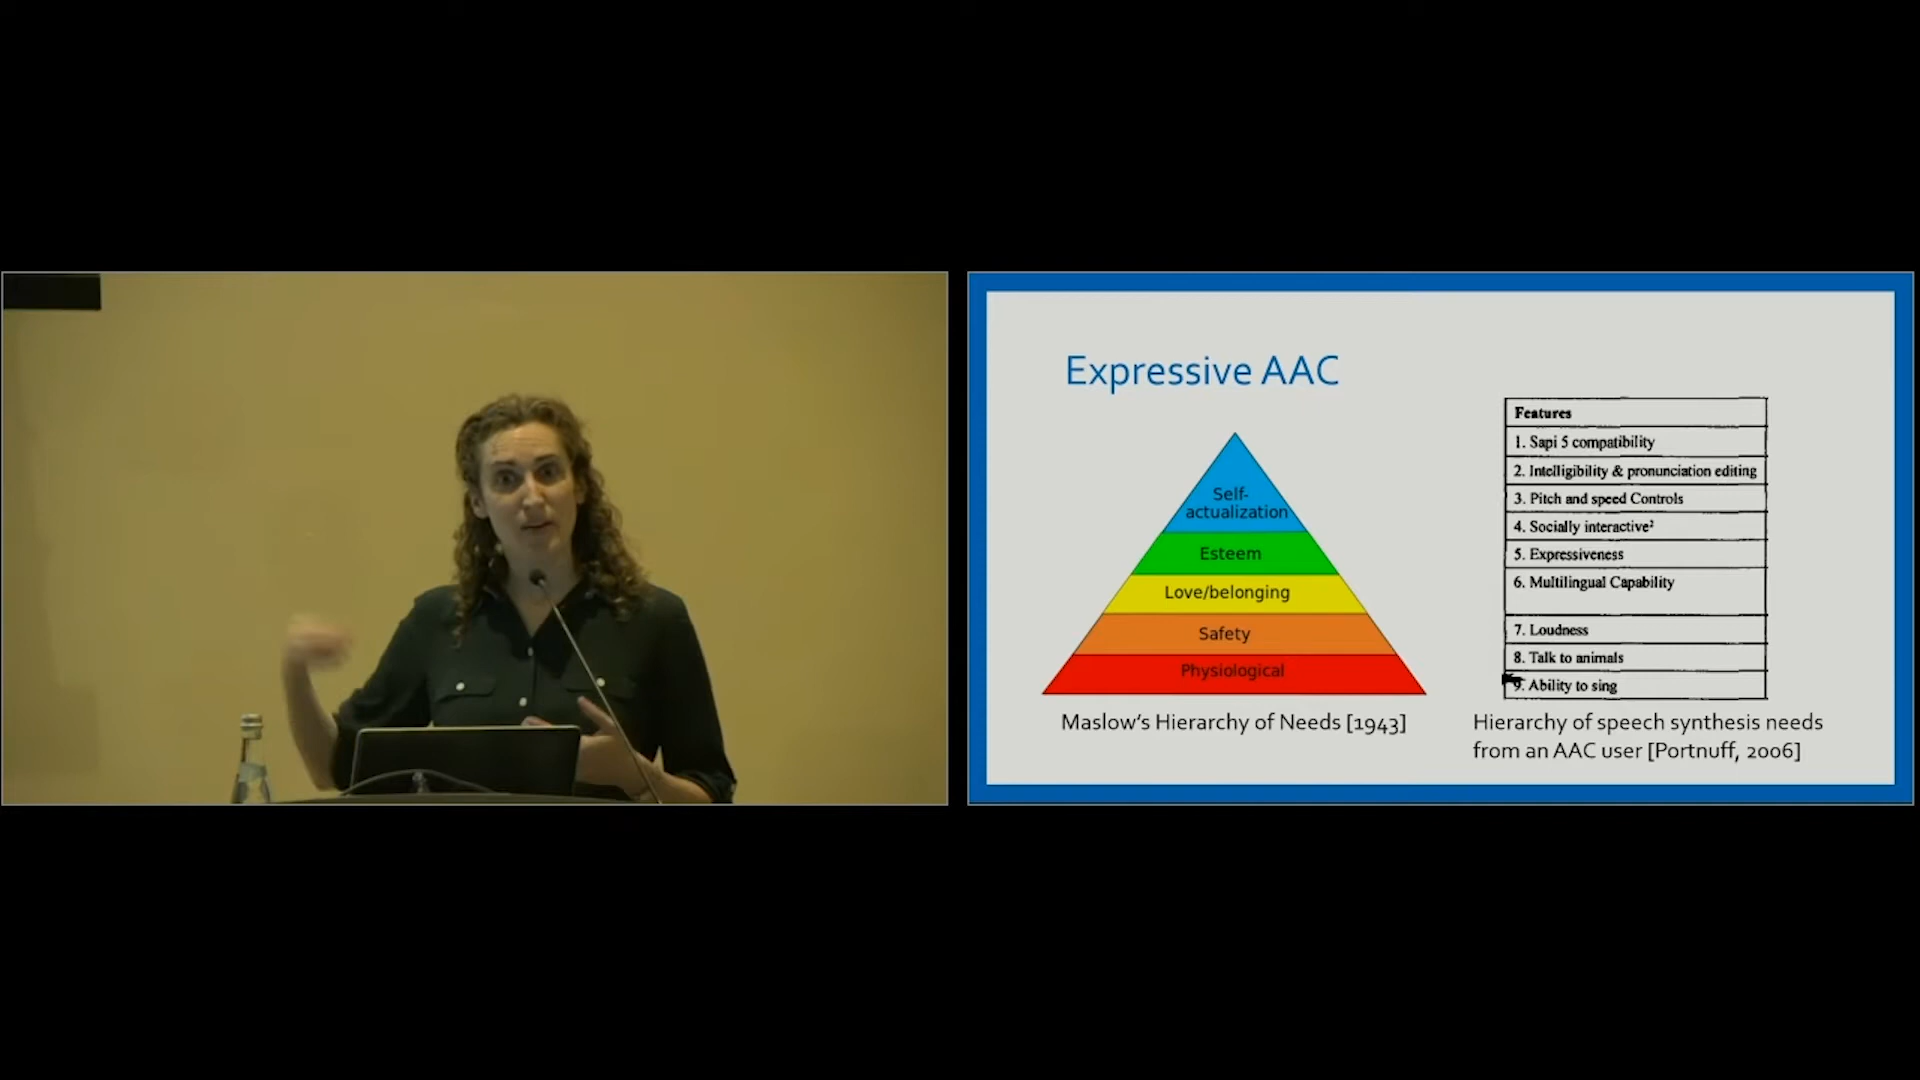 Expressive AAC
Self-
actualization
Esteem
Love/belonging
Safety
Physiological
Maslow's Hierarchy of Needs [1943]
Features
1. Sapi 5 compatibility
2. Intelligibility & pronunciation editing
3. Pitch and speed Controls
4. Socially interactive²
5. Expressiveness
6. Multilingual Capability
7. Loudness
8. Talk to animals
9. Ability to sing
Hierarchy of speech synthesis needs
from an AAC user [Portnuff, 2006]